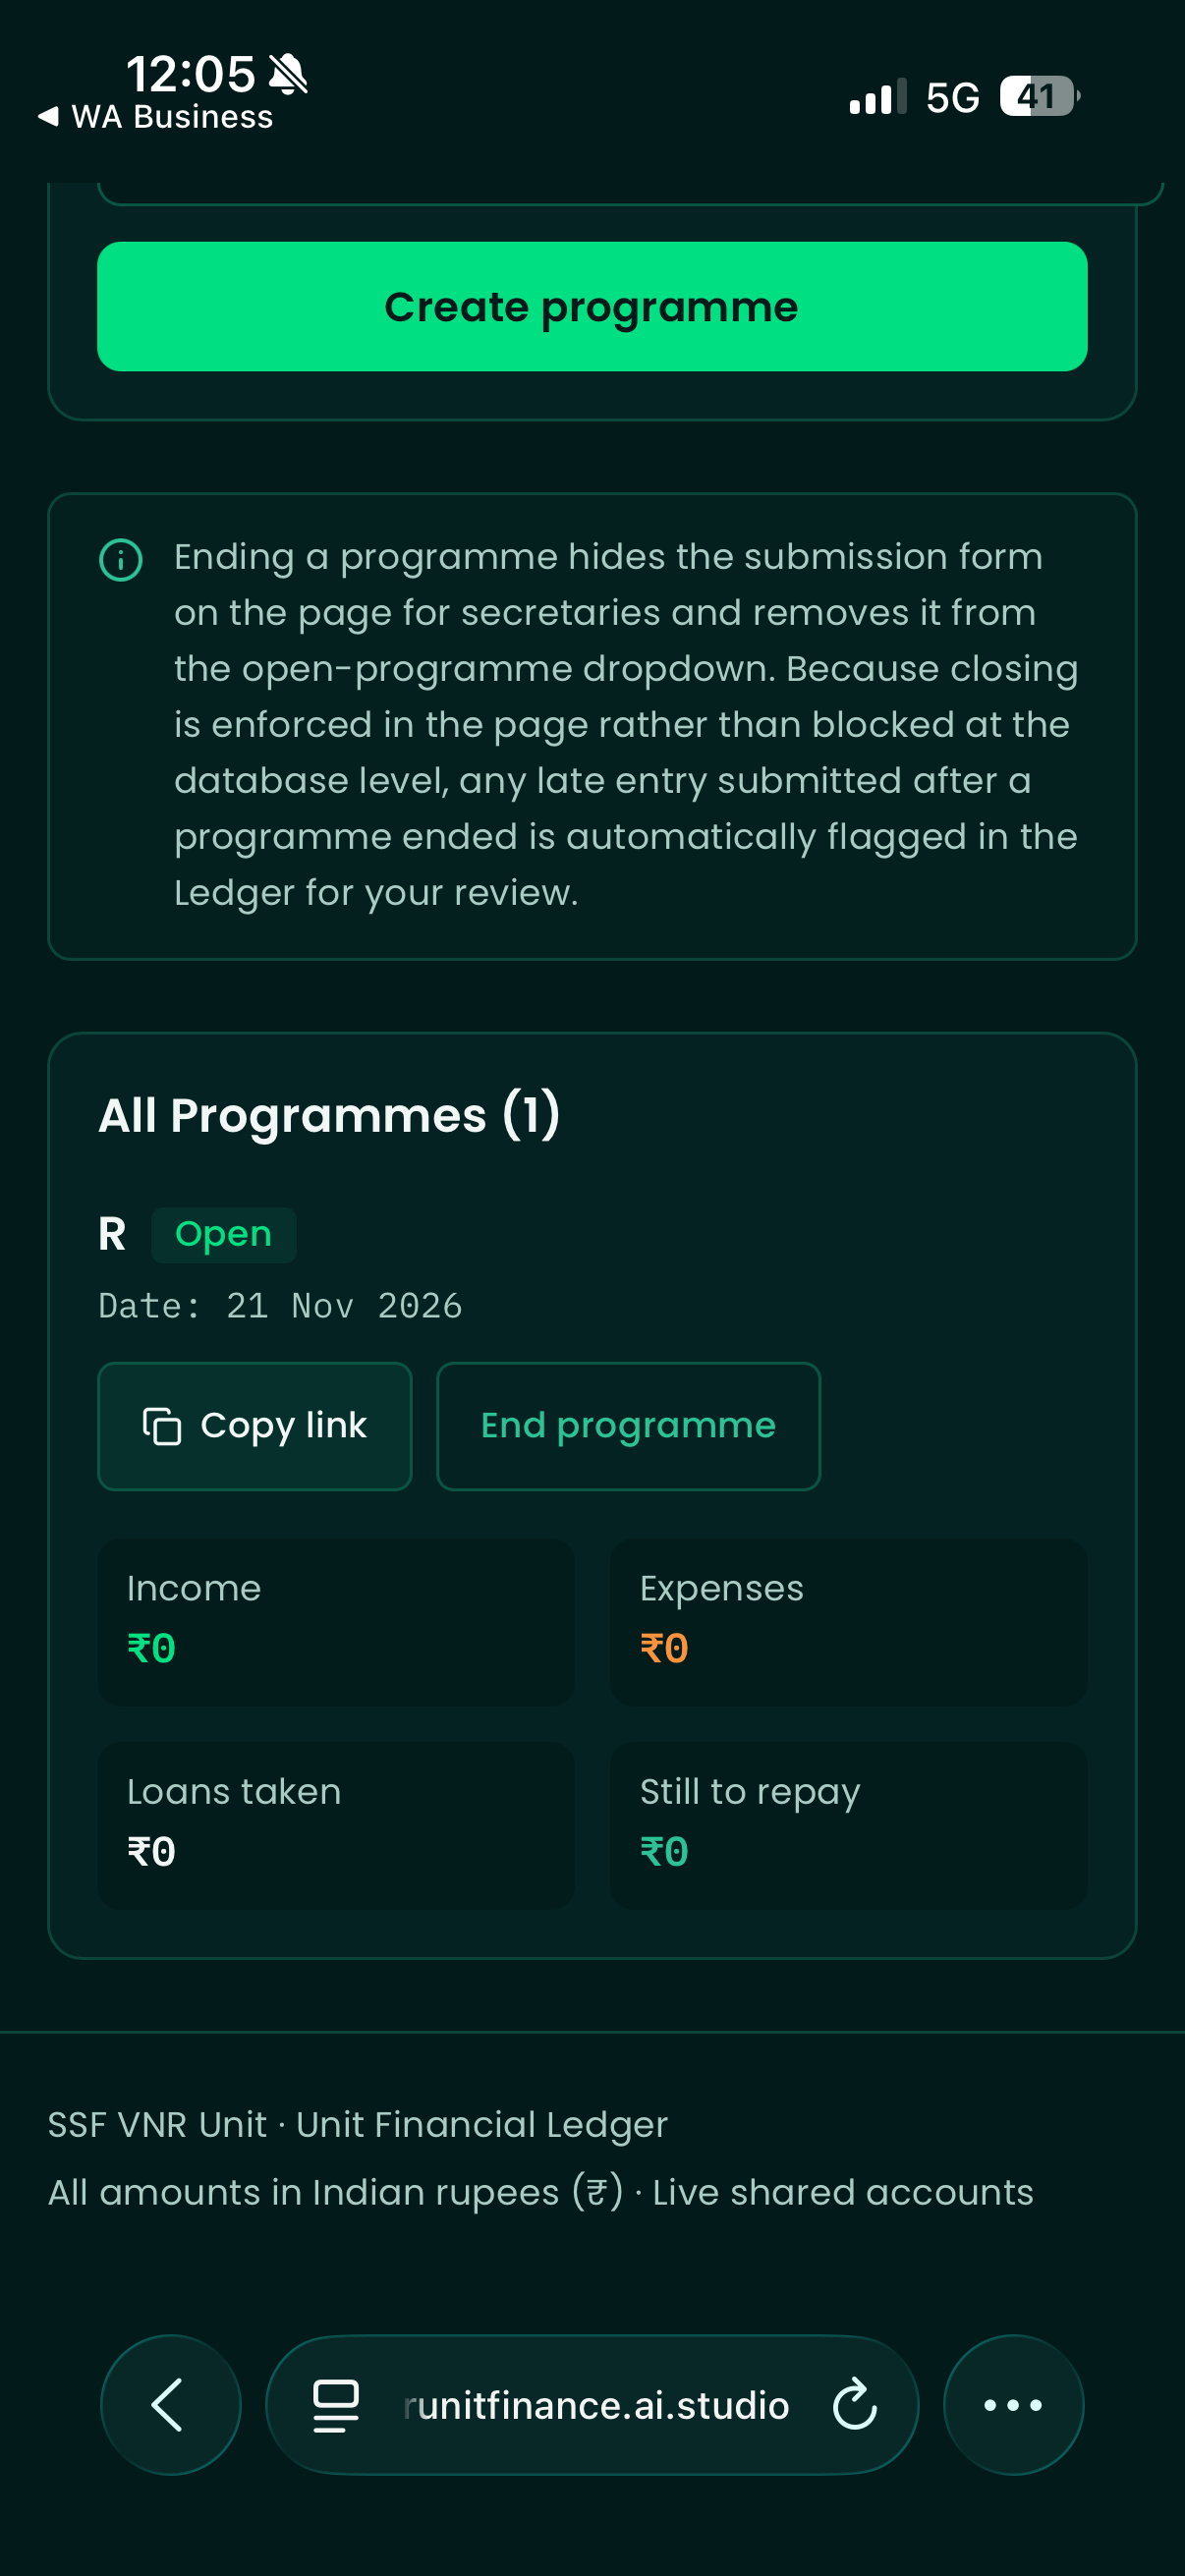 12:05
WA Business
5G
41
Create programme
Ending a programme hides the submission form
on the page for secretaries and removes it from
the open-programme dropdown. Because closing
is enforced in the page rather than blocked at the
database level, any late entry submitted after a
programme ended is automatically flagged in the
Ledger for your review.
All Programmes (1)
R Open
Date: 21 Nov 2026
Copy link
End programme
Income
Expenses
₹0
₹0
Loans taken
Still to repay
₹0
₹0
SSF VNR Unit · Unit Financial Ledger
All amounts in Indian rupees (₹) · Live shared accounts
runitfinance.ai.studio